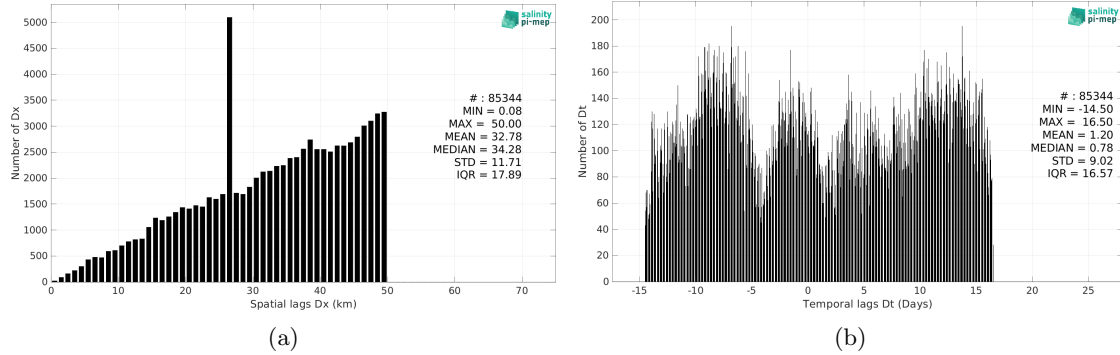 5000
4500
4000
3500
3000
2500
2000
1500
1000
500
0
Number of Dx
0 10 20 30 40 50 60 70
Spatial lags Dx (km)
salinity
pi-mep
# : 85344
MIN = 0.08
MAX = 50.00
MEAN = 32.78
MEDIAN = 34.28
STD = 11.71
IQR = 17.89
(a)
200
180
160
140
120
100
80
60
40
20
0
Number of Dt
-15 -10 -5 0 5 10 15 20 25
Temporal lags Dt (Days)
salinity
pi-mep
# : 85344
MIN = -14.50
MAX = 16.50
MEAN = 1.20
MEDIAN = 0.78
STD = 9.02
IQR = 16.57
(b)